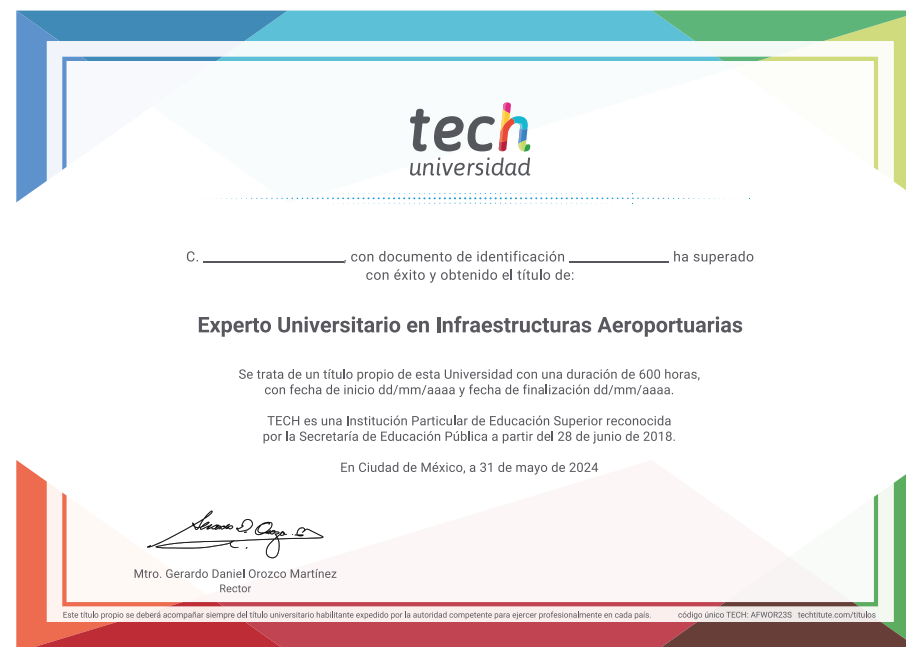 tech
universidad
C. ____________, con documento de identificación ____________ ha superado
con éxito y obtenido el título de:
Experto Universitario en Infraestructuras Aeroportuarias
Se trata de un título propio de esta Universidad con una duración de 600 horas,
con fecha de inicio dd/mm/aaaa y fecha de finalización dd/mm/aaaa.
TECH es una Institución Particular de Educación Superior reconocida
por la Secretaría de Educación Pública a partir del 28 de junio de 2018.
En Ciudad de México, a 31 de mayo de 2024
Mtro. Gerardo Daniel Orozco Martínez
Rector
Este título propio se deberá acompañar siempre del título universitario habilitante expedido por la autoridad competente para ejercer profesionalmente en cada país. código único TECH: AFWOR23S techtitute.com/titulos